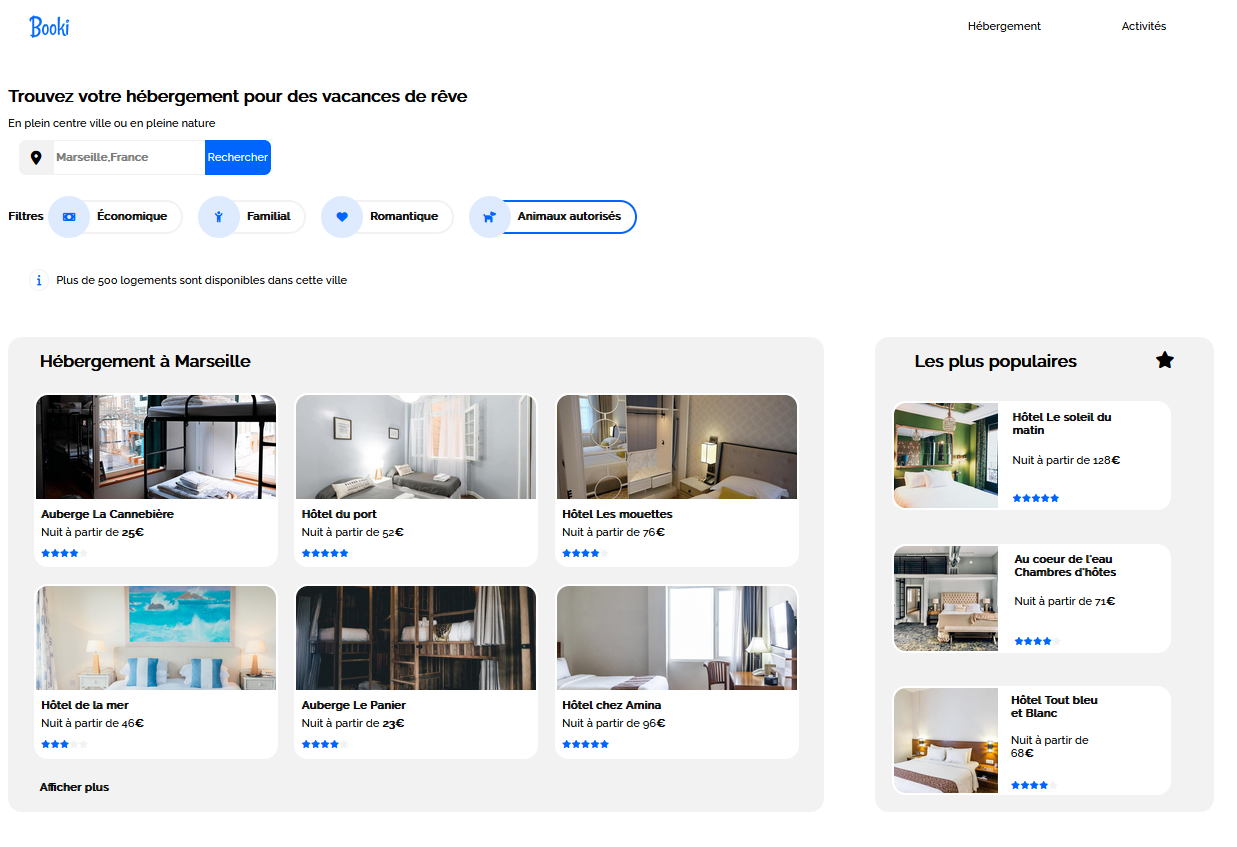 Booki
Hébergement
Activités
Trouvez votre hébergement pour des vacances de rêve
En plein centre ville ou en pleine nature
Marseille,France
Rechercher
Filtres
Économique
Familial
Romantique
Animaux autorisés
i Plus de 500 logements sont disponibles dans cette ville
Hébergement à Marseille
Auberge La Cannebière
Nuit à partir de 25€
Hôtel du port
Nuit à partir de 52€
Hôtel Les mouettes
Nuit à partir de 76€
Hôtel de la mer
Nuit à partir de 46€
Auberge Le Panier
Nuit à partir de 23€
Hôtel chez Amina
Nuit à partir de 96€
Afficher plus
Les plus populaires
Hôtel Le soleil du
matin
Nuit à partir de 128€
Au coeur de l'eau
Chambres d'hôtes
Nuit à partir de 71€
Hôtel Tout bleu
et Blanc
Nuit à partir de
68€